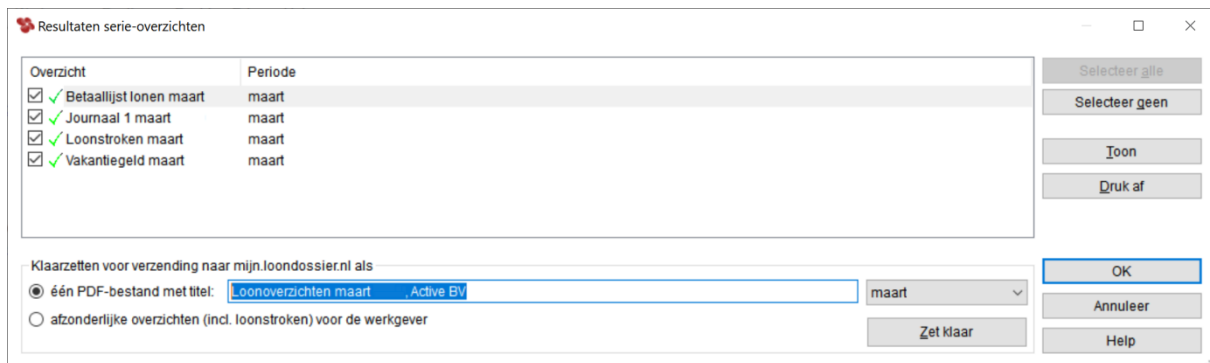 Resultaten serie-overzichten
Overzicht Periode
Betaallijst lonen maart maart
Journaal 1 maart maart
Loonstroken maart maart
Vakantiegeld maart maart
Selecteer alle
Selecteer geen
Toon
Druk af
Klaarzetten voor verzending naar mijn.loondossier.nl als
één PDF-bestand met titel: Loonoverzichten maart , Active BV maart
afzonderlijke overzichten (incl. loonstroken) voor de werkgever
Zet klaar
OK
Annuleer
Help